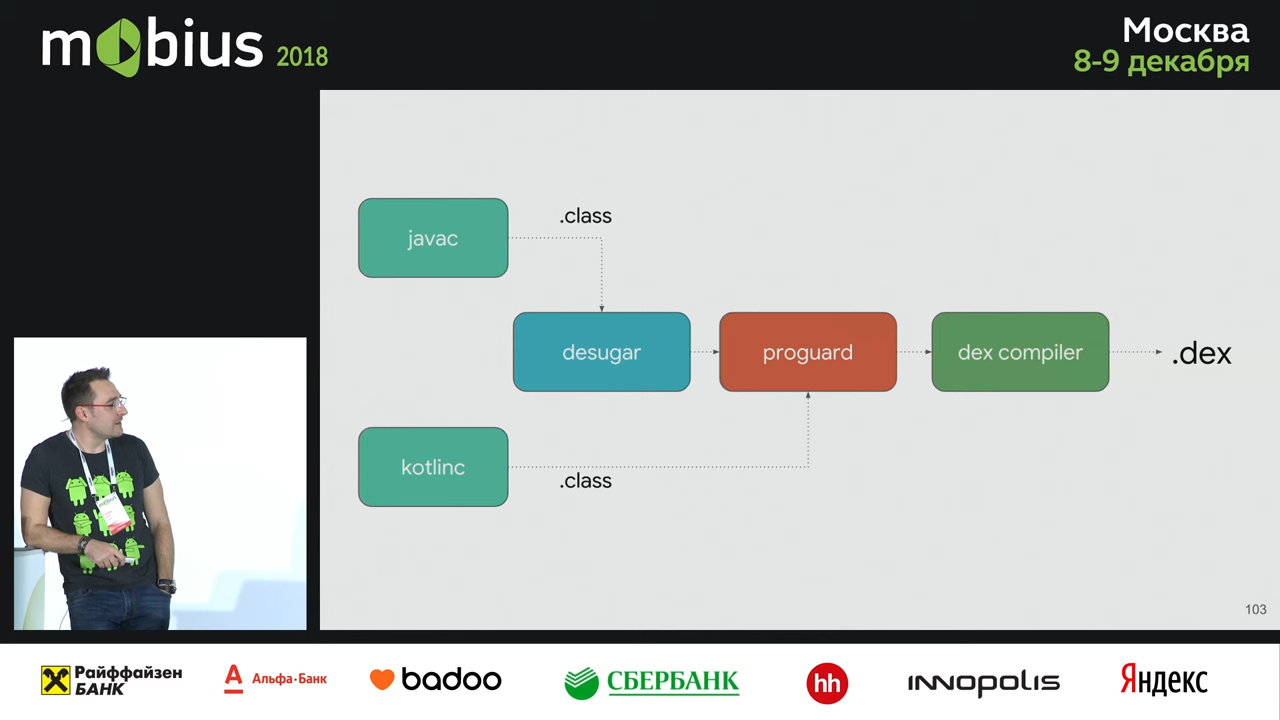 mobius 2018
Москва
8-9 декабря
javac
.class
desugar
proguard
dex compiler
.dex
kotlinc
.class
103
mobius
Райффайзен
БАНК
Альфа·Банк
badoo
СБЕРБАНК
hh
INNOPOLIS
Яндекс